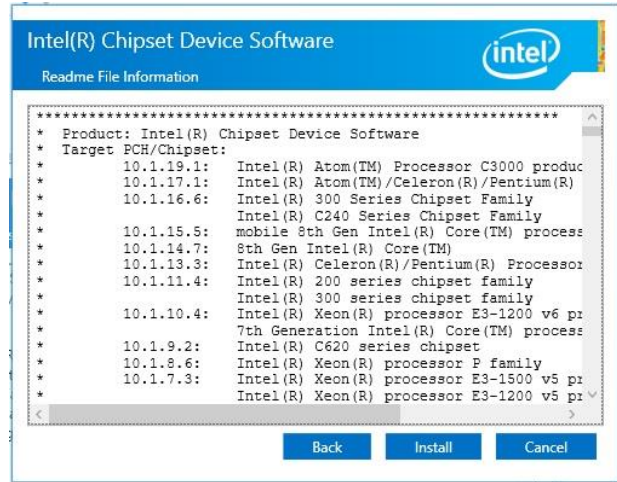 Intel(R) Chipset Device Software
intel
Readme File Information
************************************************************
* Product: Intel(R) Chipset Device Software
* Target PCH/Chipset:
* 10.1.19.1: Intel(R) Atom(TM) Processor C3000 produc
* 10.1.17.1: Intel(R) Atom(TM)/Celeron(R)/Pentium(R)
* 10.1.16.6: Intel(R) 300 Series Chipset Family
* Intel(R) C240 Series Chipset Family
* 10.1.15.5: mobile 8th Gen Intel(R) Core(TM) process
* 10.1.14.7: 8th Gen Intel(R) Core(TM)
* 10.1.13.3: Intel(R) Celeron(R)/Pentium(R) Processor
* 10.1.11.4: Intel(R) 200 series chipset family
* Intel(R) 300 series chipset family
* 10.1.10.4: Intel(R) Xeon(R) processor E3-1200 v6 pr
* 7th Generation Intel(R) Core(TM) process
* 10.1.9.2: Intel(R) C620 series chipset
* 10.1.8.6: Intel(R) Xeon(R) processor P family
* 10.1.7.3: Intel(R) Xeon(R) processor E3-1500 v5 pr
* Intel(R) Xeon(R) processor E3-1200 v5 pr
Back Install Cancel